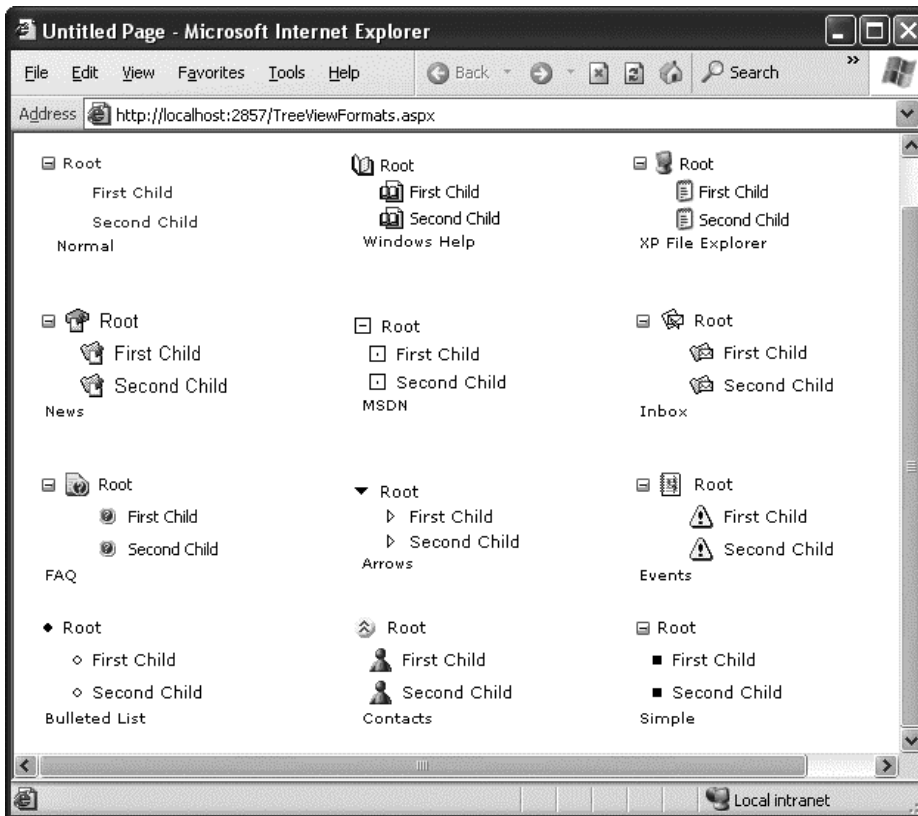 Untitled Page - Microsoft Internet Explorer
File Edit View Favorites Tools Help Back Search »
Address http://localhost:2857/TreeViewFormats.aspx
Root
First Child
Second Child
Normal
Root
First Child
Second Child
Windows Help
Root
First Child
Second Child
XP File Explorer
Root
First Child
Second Child
News
Root
First Child
Second Child
MSDN
Root
First Child
Second Child
Inbox
Root
First Child
Second Child
FAQ
Root
First Child
Second Child
Arrows
Root
First Child
Second Child
Events
Root
First Child
Second Child
Bulleted List
Root
First Child
Second Child
Contacts
Root
First Child
Second Child
Simple
Local intranet